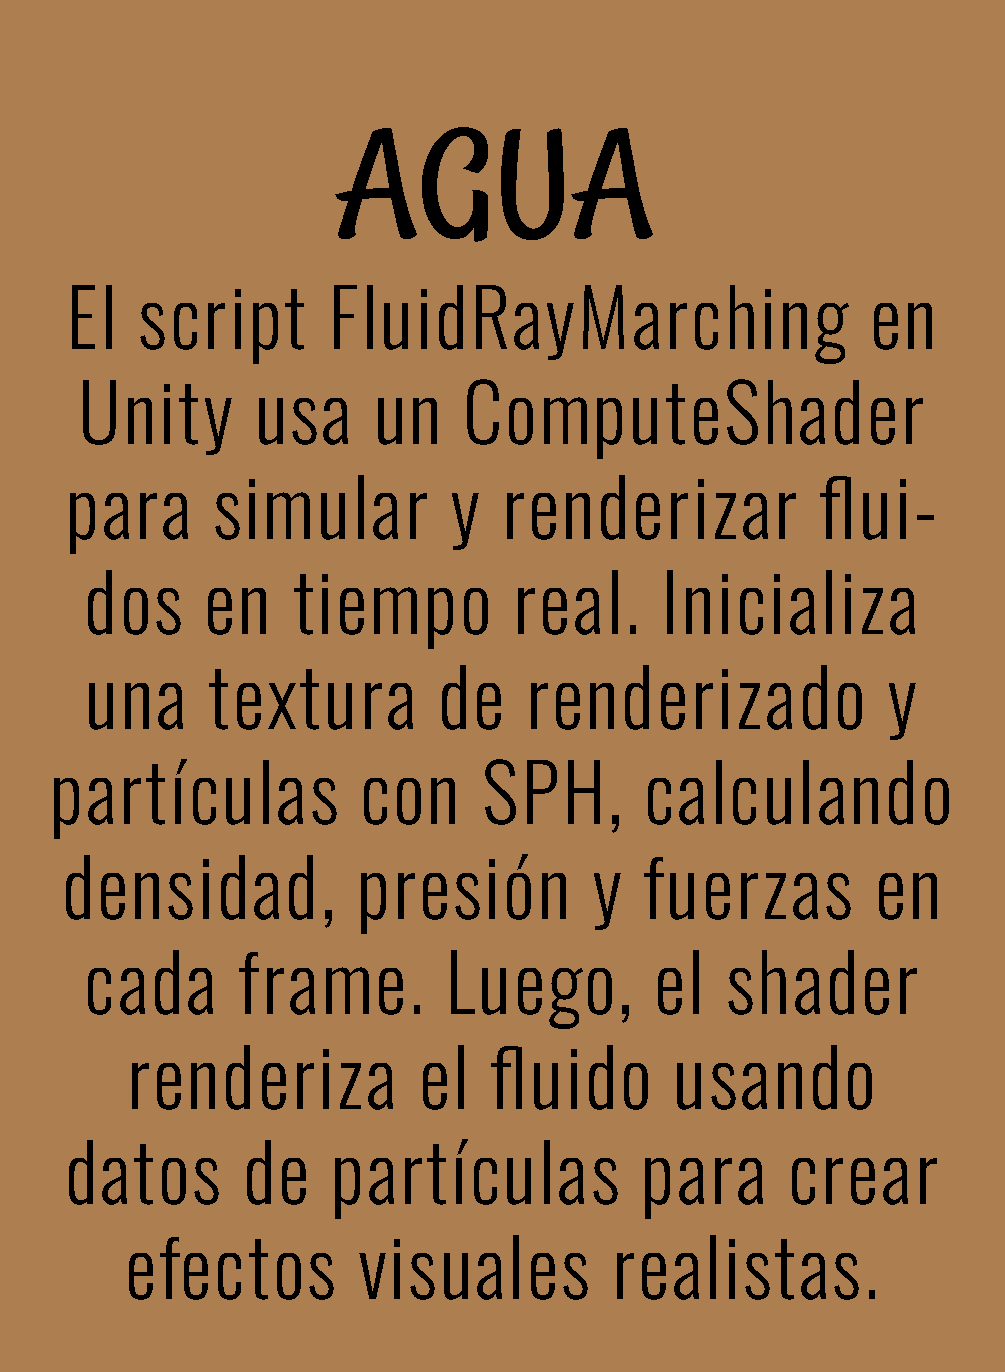 AGUA
El script FluidRayMarching en
Unity usa un ComputeShader
para simular y renderizar flui-
dos en tiempo real. Inicializa
una textura de renderizado y
partículas con SPH, calculando
densidad, presión y fuerzas en
cada frame. Luego, el shader
renderiza el fluido usando
datos de partículas para crear
efectos visuales realistas.